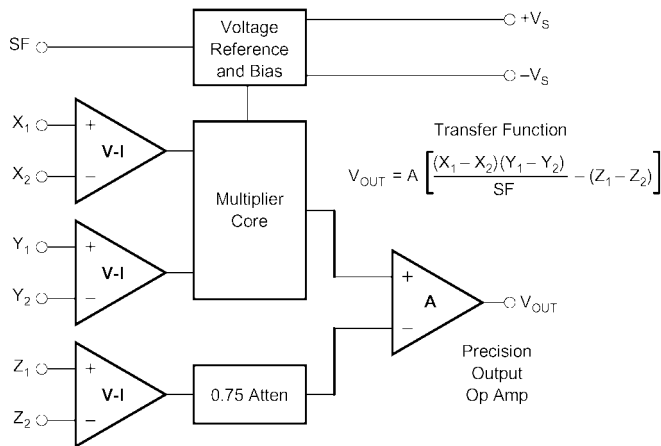 SF
Voltage
Reference
and Bias
+VS
–VS
X1
+
V-I
X2
–
Multiplier
Core
Transfer Function
VOUT = A [ (X1 – X2) (Y1 – Y2) / SF – (Z1 – Z2) ]
Y1
+
V-I
Y2
–
+
A
–
VOUT
Precision
Output
Op Amp
Z1
+
V-I
Z2
–
0.75 Atten